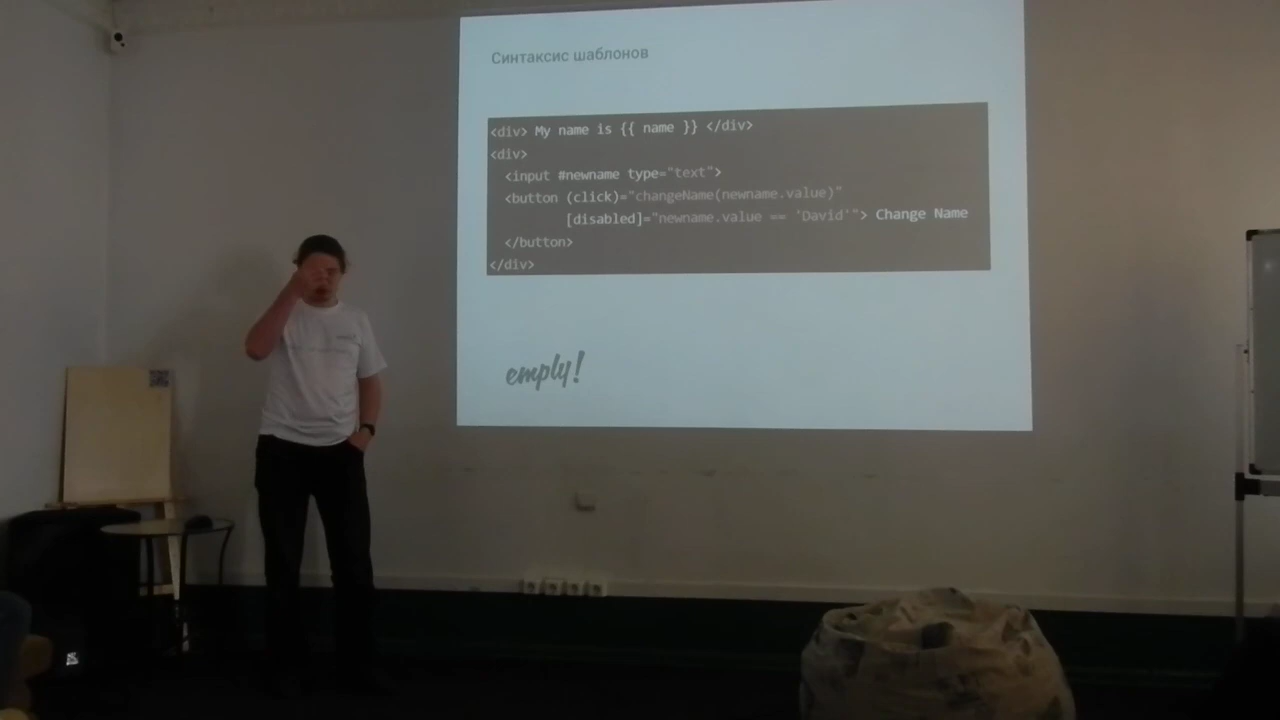 Синтаксис шаблонов
<div> My name is {{ name }} </div>
<div>
<input #newname type="text">
<button (click)="changeName(newname.value)"
[disabled]="newname.value == 'David'"> Change Name
</button>
</div>
emply!